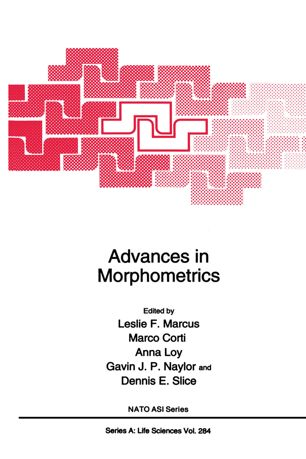 Advances in
Morphometrics
Edited by
Leslie F. Marcus
Marco Corti
Anna Loy
Gavin J. P. Naylor and
Dennis E. Slice
NATO ASI Series
Series A: Life Sciences Vol. 284